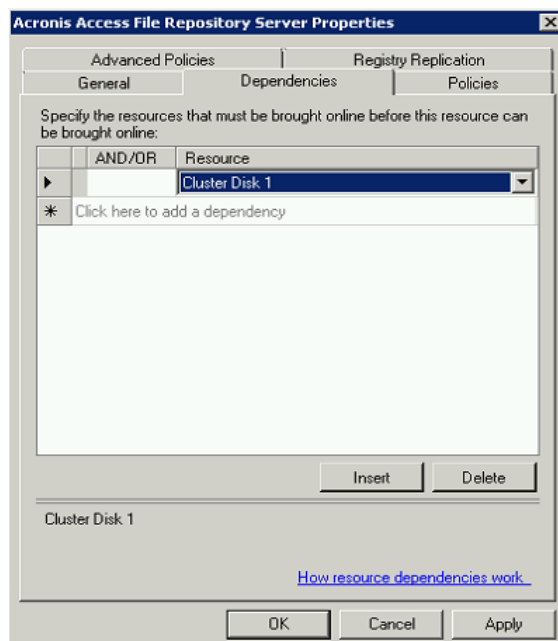 Acronis Access File Repository Server Properties
Advanced Policies
Registry Replication
General
Dependencies
Policies
Specify the resources that must be brought online before this resource can
be brought online:
AND/OR
Resource
Cluster Disk 1
Click here to add a dependency
Insert
Delete
Cluster Disk 1
How resource dependencies work
OK
Cancel
Apply